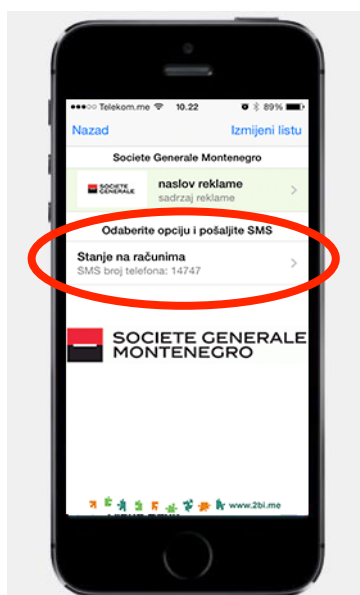 Telekom.me 10.22 89%
Nazad Izmijeni listu
Societe Generale Montenegro
SOCIETE
GENERALE
naslov reklame
sadrzaj reklame
Odaberite opciju i pošaljite SMS
Stanje na računima
SMS broj telefona: 14747
SOCIETE GENERALE
MONTENEGRO
www.2bi.me